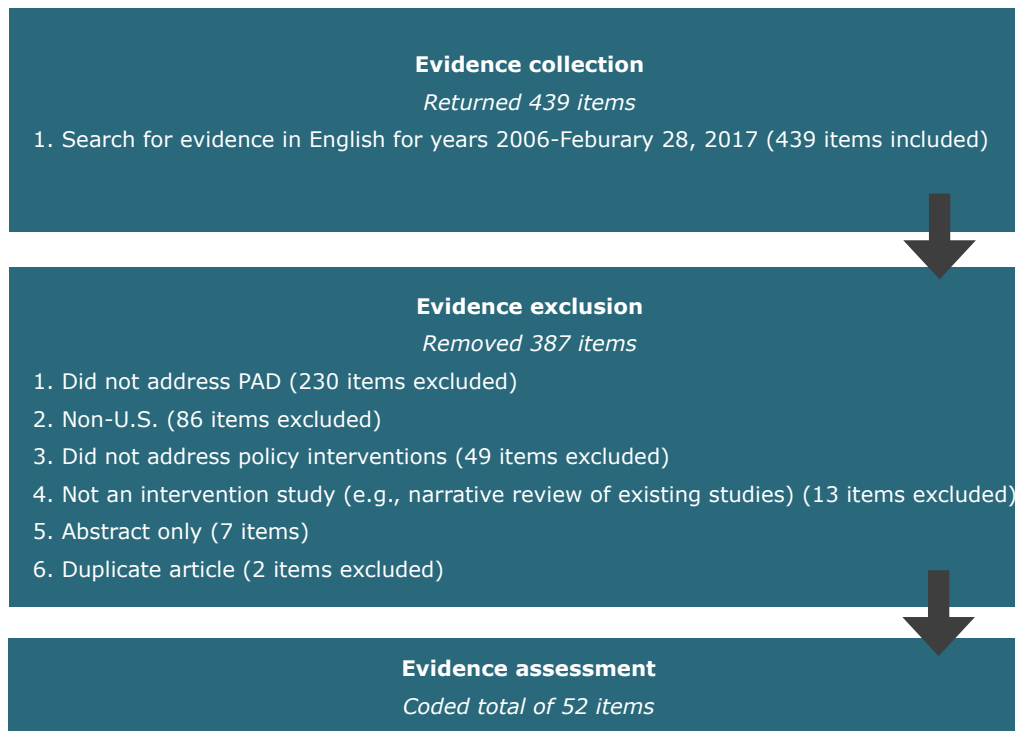 Evidence collection
Returned 439 items
1. Search for evidence in English for years 2006-Feburary 28, 2017 (439 items included)
Evidence exclusion
Removed 387 items
1. Did not address PAD (230 items excluded)
2. Non-U.S. (86 items excluded)
3. Did not address policy interventions (49 items excluded)
4. Not an intervention study (e.g., narrative review of existing studies) (13 items excluded)
5. Abstract only (7 items)
6. Duplicate article (2 items excluded)
Evidence assessment
Coded total of 52 items